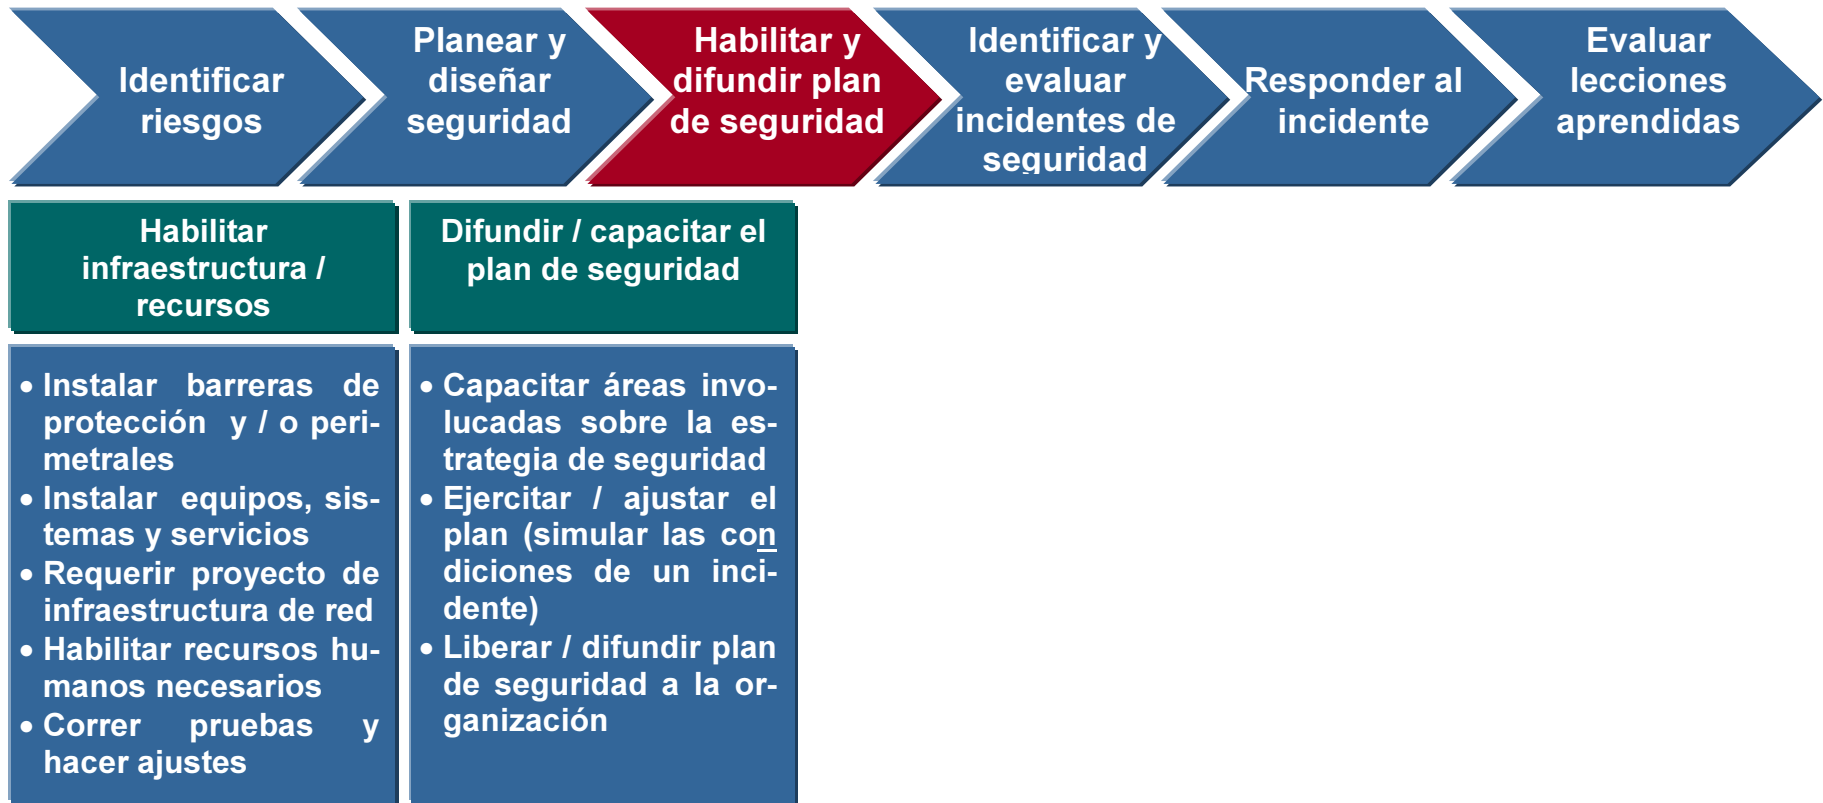 Identificar
riesgos
Planear y
diseñar
seguridad
Habilitar y
difundir plan
de seguridad
Identificar y
evaluar
incidentes de
seguridad
Responder al
incidente
Evaluar
lecciones
aprendidas
Habilitar
infraestructura /
recursos
• Instalar barreras de
protección y / o peri-
metrales
• Instalar equipos, sis-
temas y servicios
• Requerir proyecto de
infraestructura de red
• Habilitar recursos hu-
manos necesarios
• Correr pruebas y
hacer ajustes
Difundir / capacitar el
plan de seguridad
• Capacitar áreas invo-
lucadas sobre la es-
trategia de seguridad
• Ejercitar / ajustar el
plan (simular las con
diciones de un inci-
dente)
• Liberar / difundir plan
de seguridad a la or-
ganización